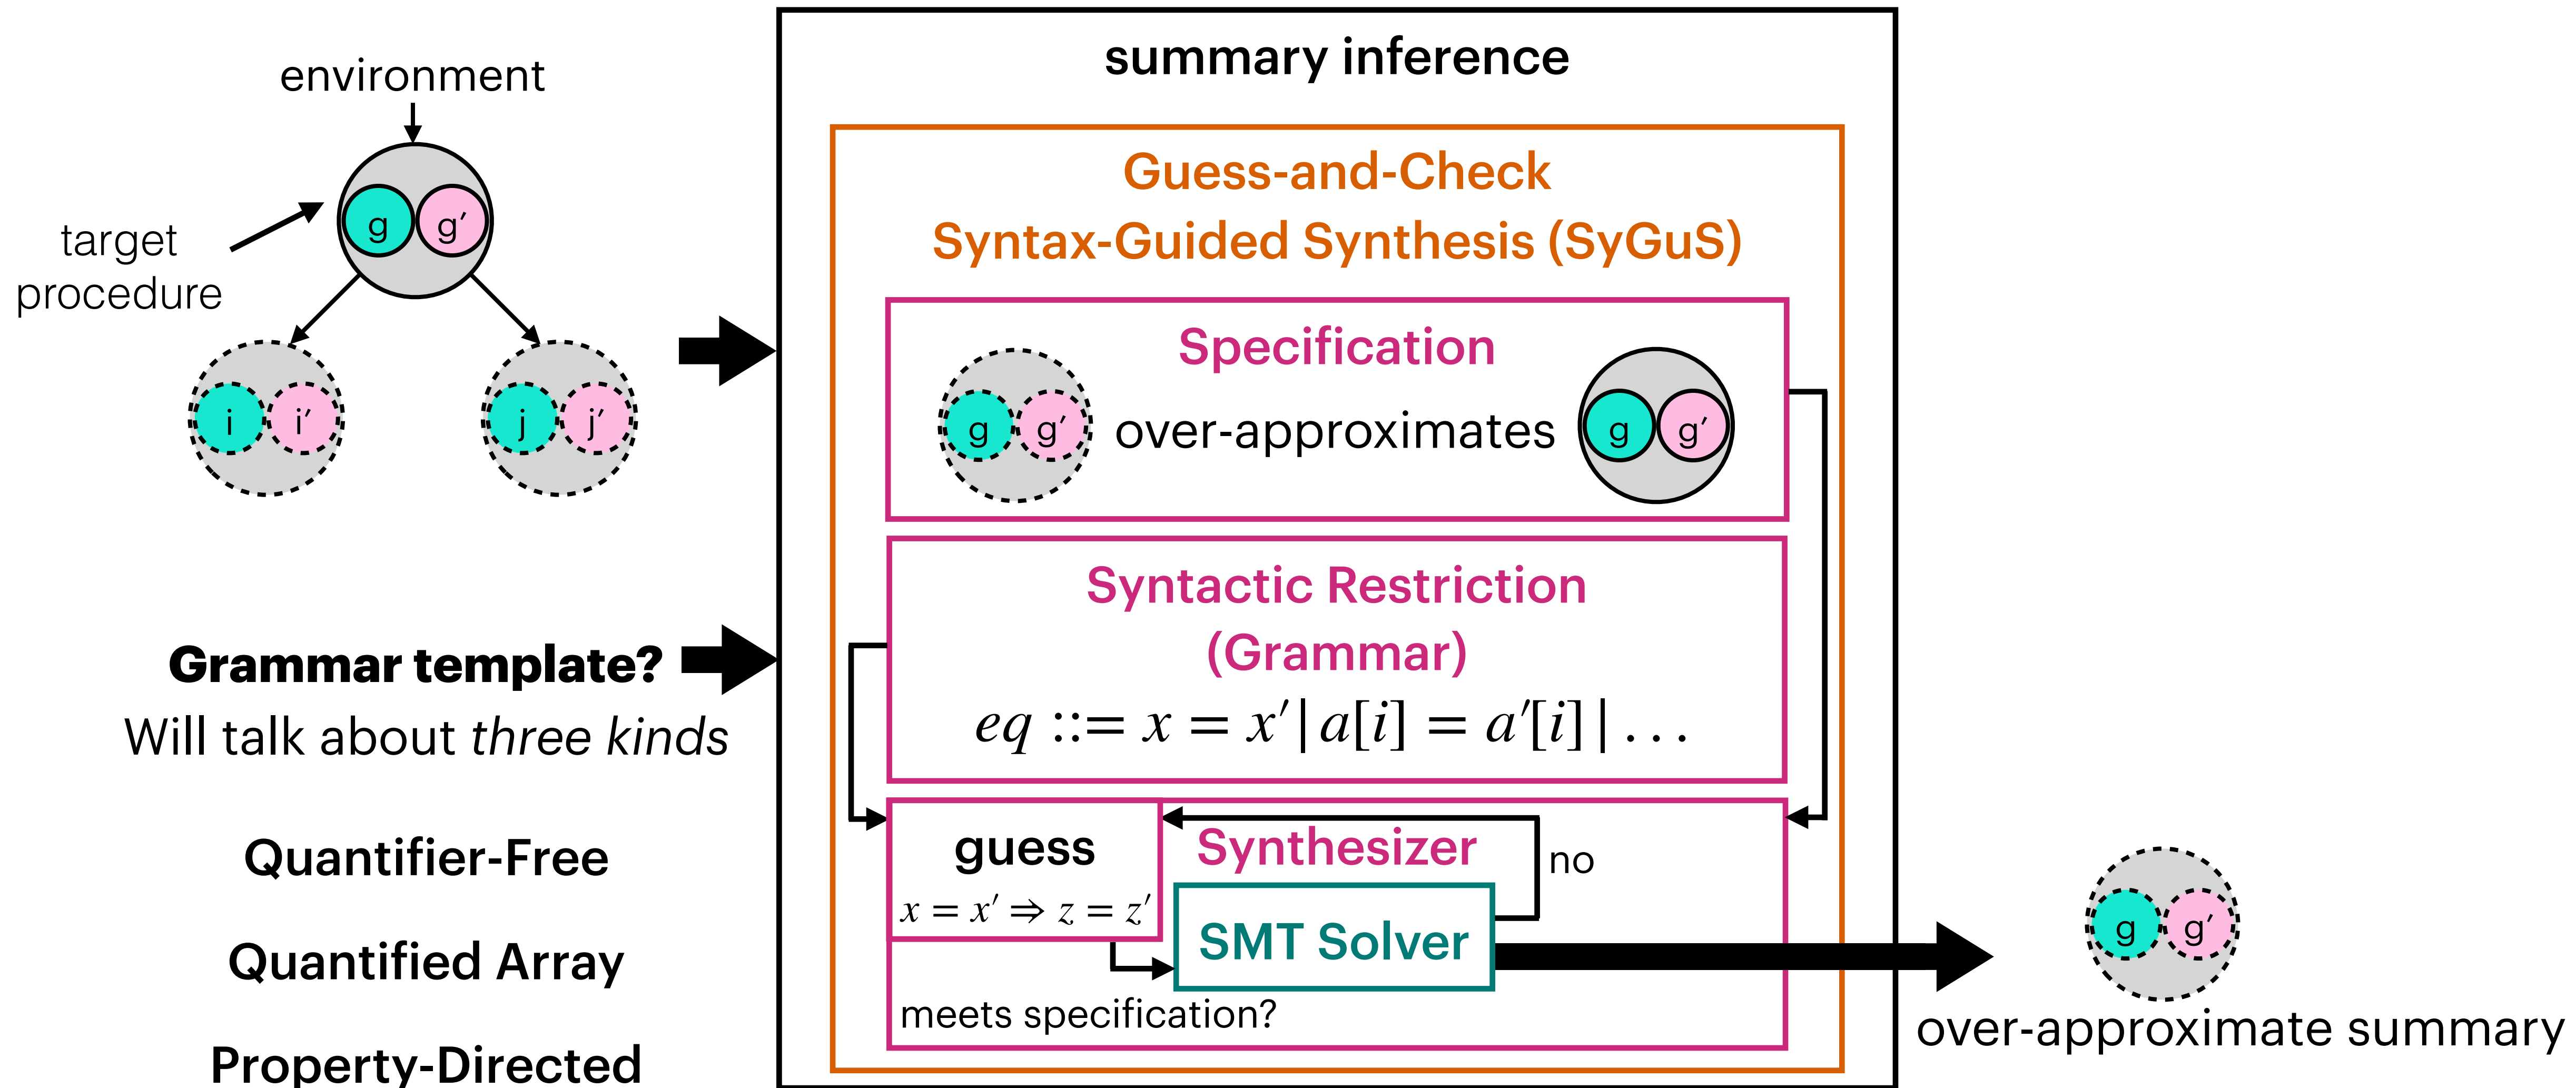 environment
g g′
target
procedure
i i′
j j′
Grammar template?
Will talk about three kinds
Quantifier-Free
Quantified Array
Property-Directed
summary inference
Guess-and-Check
Syntax-Guided Synthesis (SyGuS)
Specification
g g′ over-approximates g g′
Syntactic Restriction
(Grammar)
eq ::= x = x′ | a[i] = a′[i] | . . .
guess
x = x′ ⇒ z = z′
Synthesizer
no
SMT Solver
meets specification?
g g′
over-approximate summary